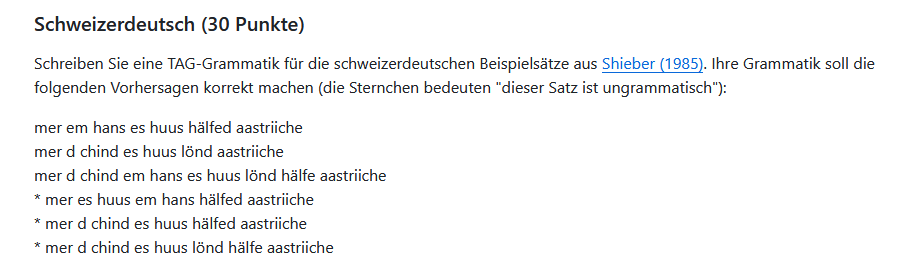 Schweizerdeutsch (30 Punkte)
Schreiben Sie eine TAG-Grammatik für die schweizerdeutschen Beispielsätze aus Shieber (1985). Ihre Grammatik soll die
folgenden Vorhersagen korrekt machen (die Sternchen bedeuten "dieser Satz ist ungrammatisch"):
mer em hans es huus hälfed aastriiche
mer d chind es huus lönd aastriiche
mer d chind em hans es huus lönd hälfe aastriiche
* mer es huus em hans hälfed aastriiche
* mer d chind es huus hälfed aastriiche
* mer d chind es huus lönd hälfe aastriiche